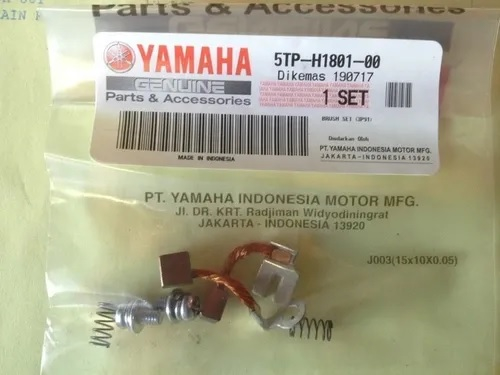 Parts & Accessories
GENUINE
YAMAHA
GENUINE
Parts & Accessories
MADE IN INDONESIA
5TP-H1801-00
Dikemas 190717
1 SET
BRUSH SET (3PYI/
Diedarkan Oleh
PT. YAMAHA INDONESIA MOTOR MFG.
JAKARTA - INDONESIA 13920
PT. YAMAHA INDONESIA MOTOR MFG.
Jl. DR. KRT. Radjiman Widyodiningrat
JAKARTA - INDONESIA 13920
J003(15x10X0.05)